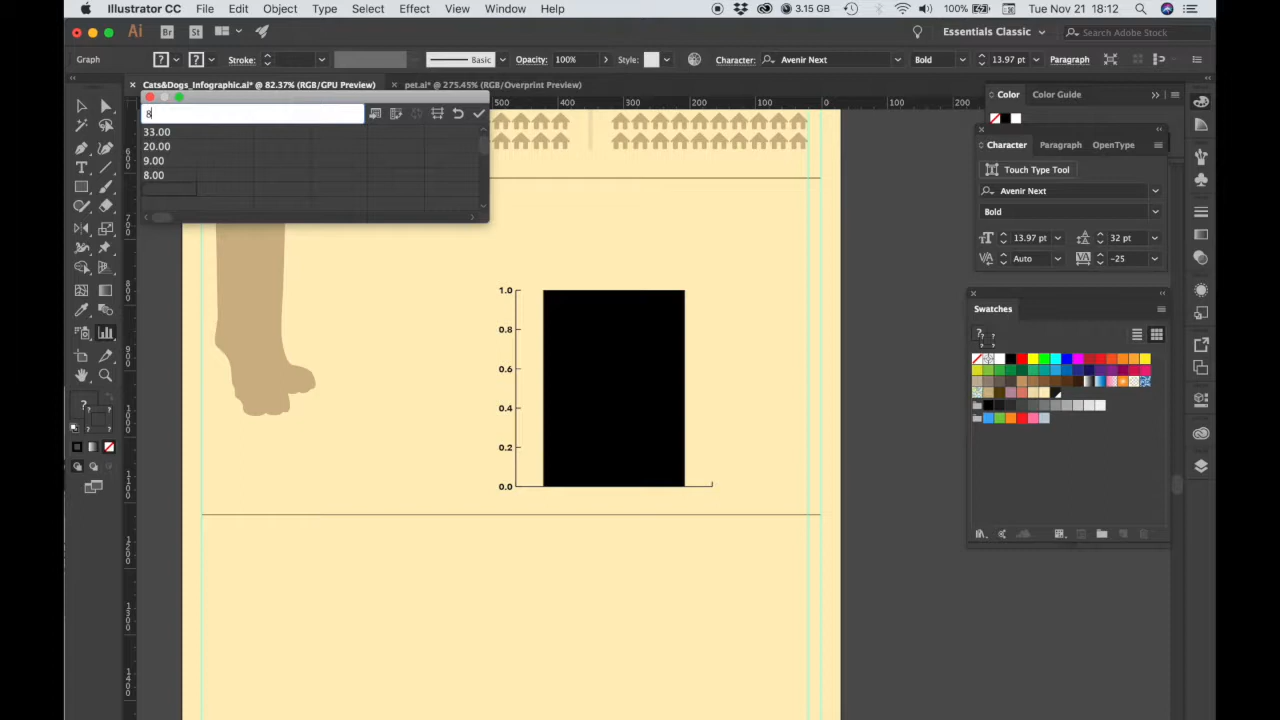 Illustrator CC File Edit Object Type Select Effect View Window Help 3.15 GB 100% Tue Nov 21 18:12
Ai Br St Essentials Classic Search Adobe Stock
Graph ? ? Stroke: Basic Opacity: 100% Style: Character: Avenir Next Bold 13.97 pt Paragraph
Cats&Dogs_Infographic.ai* @ 82.37% (RGB/GPU Preview) pet.ai* @ 275.45% (RGB/Overprint Preview)
Color Color Guide
500 400 300 200 100 0 100 200
8
33.00
20.00
9.00
8.00
Character Paragraph OpenType
Touch Type Tool
Avenir Next
Bold
13.97 pt 32 pt
Auto -25
Swatches
1.0
0.8
0.6
0.4
0.2
0.0